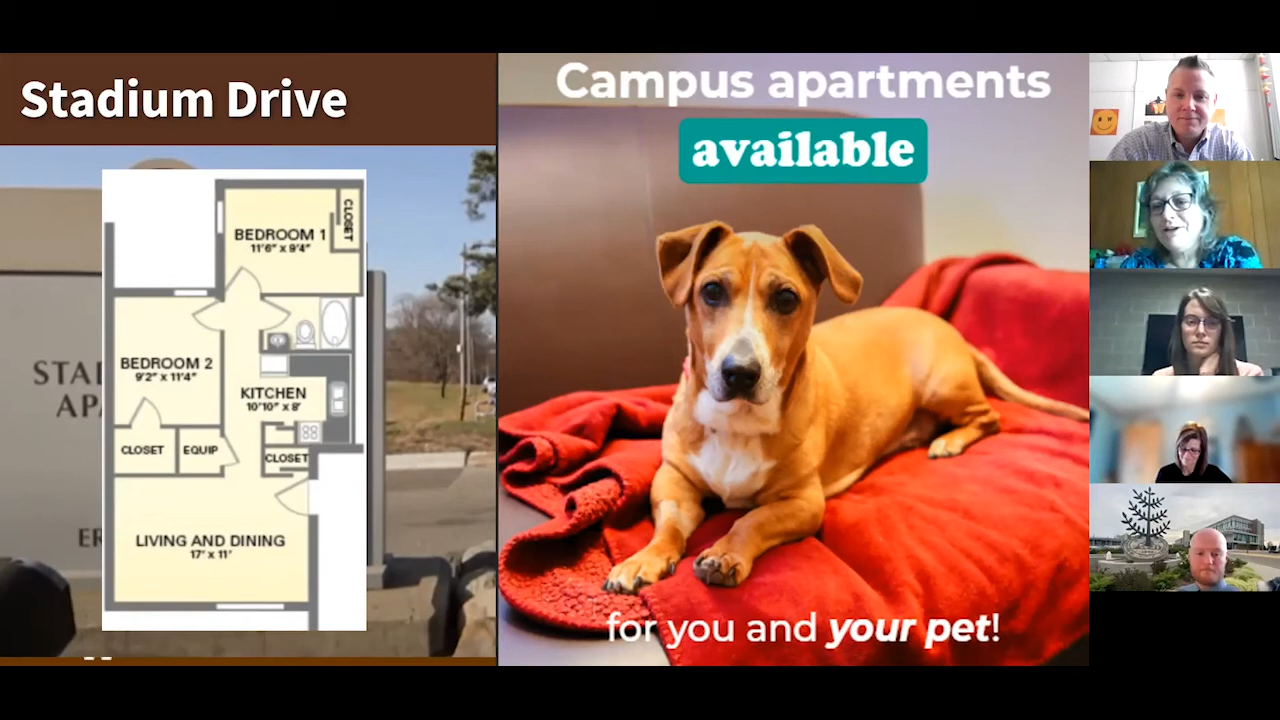 Stadium Drive
BEDROOM 1
11'6" x 9'4"
CLOSET
BEDROOM 2
9'2" x 11'4"
KITCHEN
10'10" x 8'
CLOSET
EQUIP
CLOSET
LIVING AND DINING
17' x 11'
Campus apartments
available
for you and your pet!